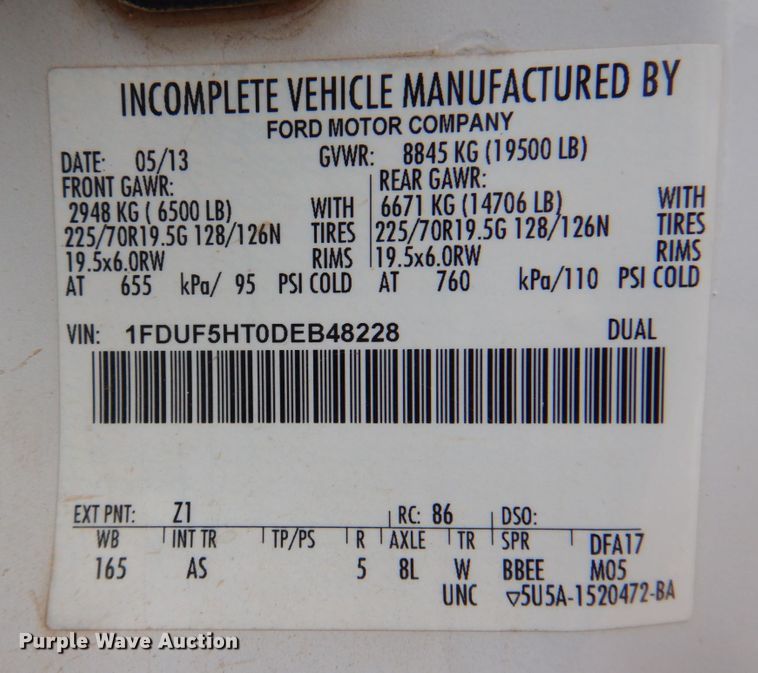 INCOMPLETE VEHICLE MANUFACTURED BY
FORD MOTOR COMPANY
DATE: 05/13 GVWR: 8845 KG (19500 LB)
FRONT GAWR: REAR GAWR:
2948 KG ( 6500 LB) WITH 6671 KG (14706 LB) WITH
225/70R19.5G 128/126N TIRES 225/70R19.5G 128/126N TIRES
19.5x6.0RW RIMS 19.5x6.0RW RIMS
AT 655 kPa/ 95 PSI COLD AT 760 kPa/110 PSI COLD
VIN: 1FDUF5HT0DEB48228 DUAL
EXT PNT: Z1 RC: 86 DSO:
WB INT TR TP/PS R AXLE TR SPR DFA17
165 AS 5 8L W BBEE M05
UNC ▽5U5A-1520472-BA
Purple Wave Auction